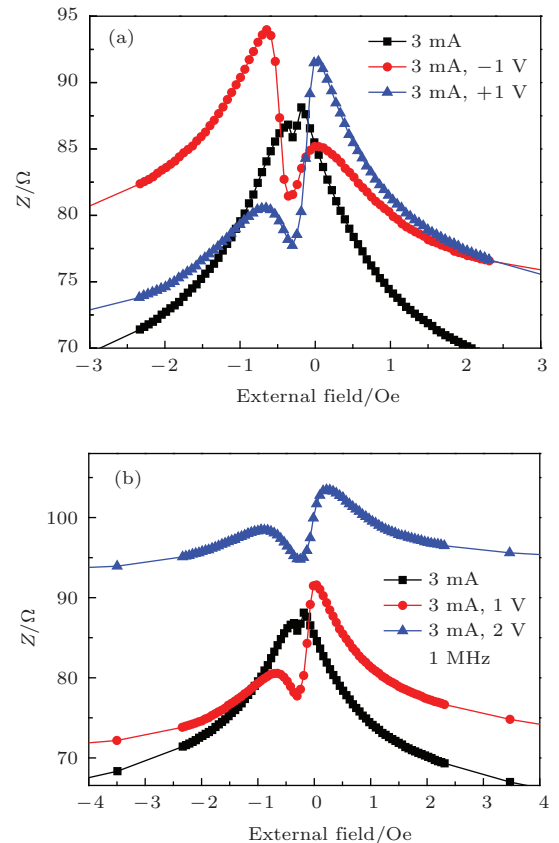 (a)
3 mA
3 mA, −1 V
3 mA, +1 V
95
90
85
80
75
70
Z/Ω
−3 −2 −1 0 1 2 3
External field/Oe
(b)
3 mA
3 mA, 1 V
3 mA, 2 V
1 MHz
100
90
80
70
Z/Ω
−4 −3 −2 −1 0 1 2 3 4
External field/Oe